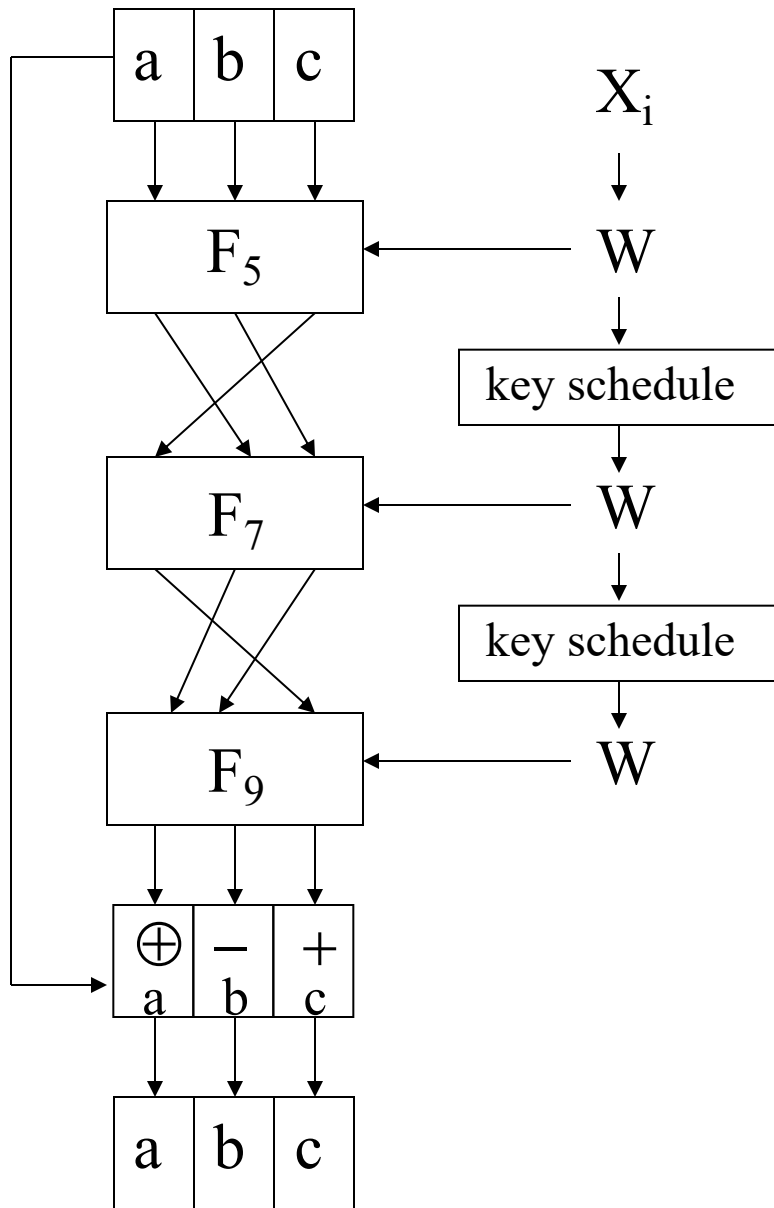 a b c
X_i
F_5
W
key schedule
F_7
W
key schedule
F_9
W
⊕ − +
a b c
a b c